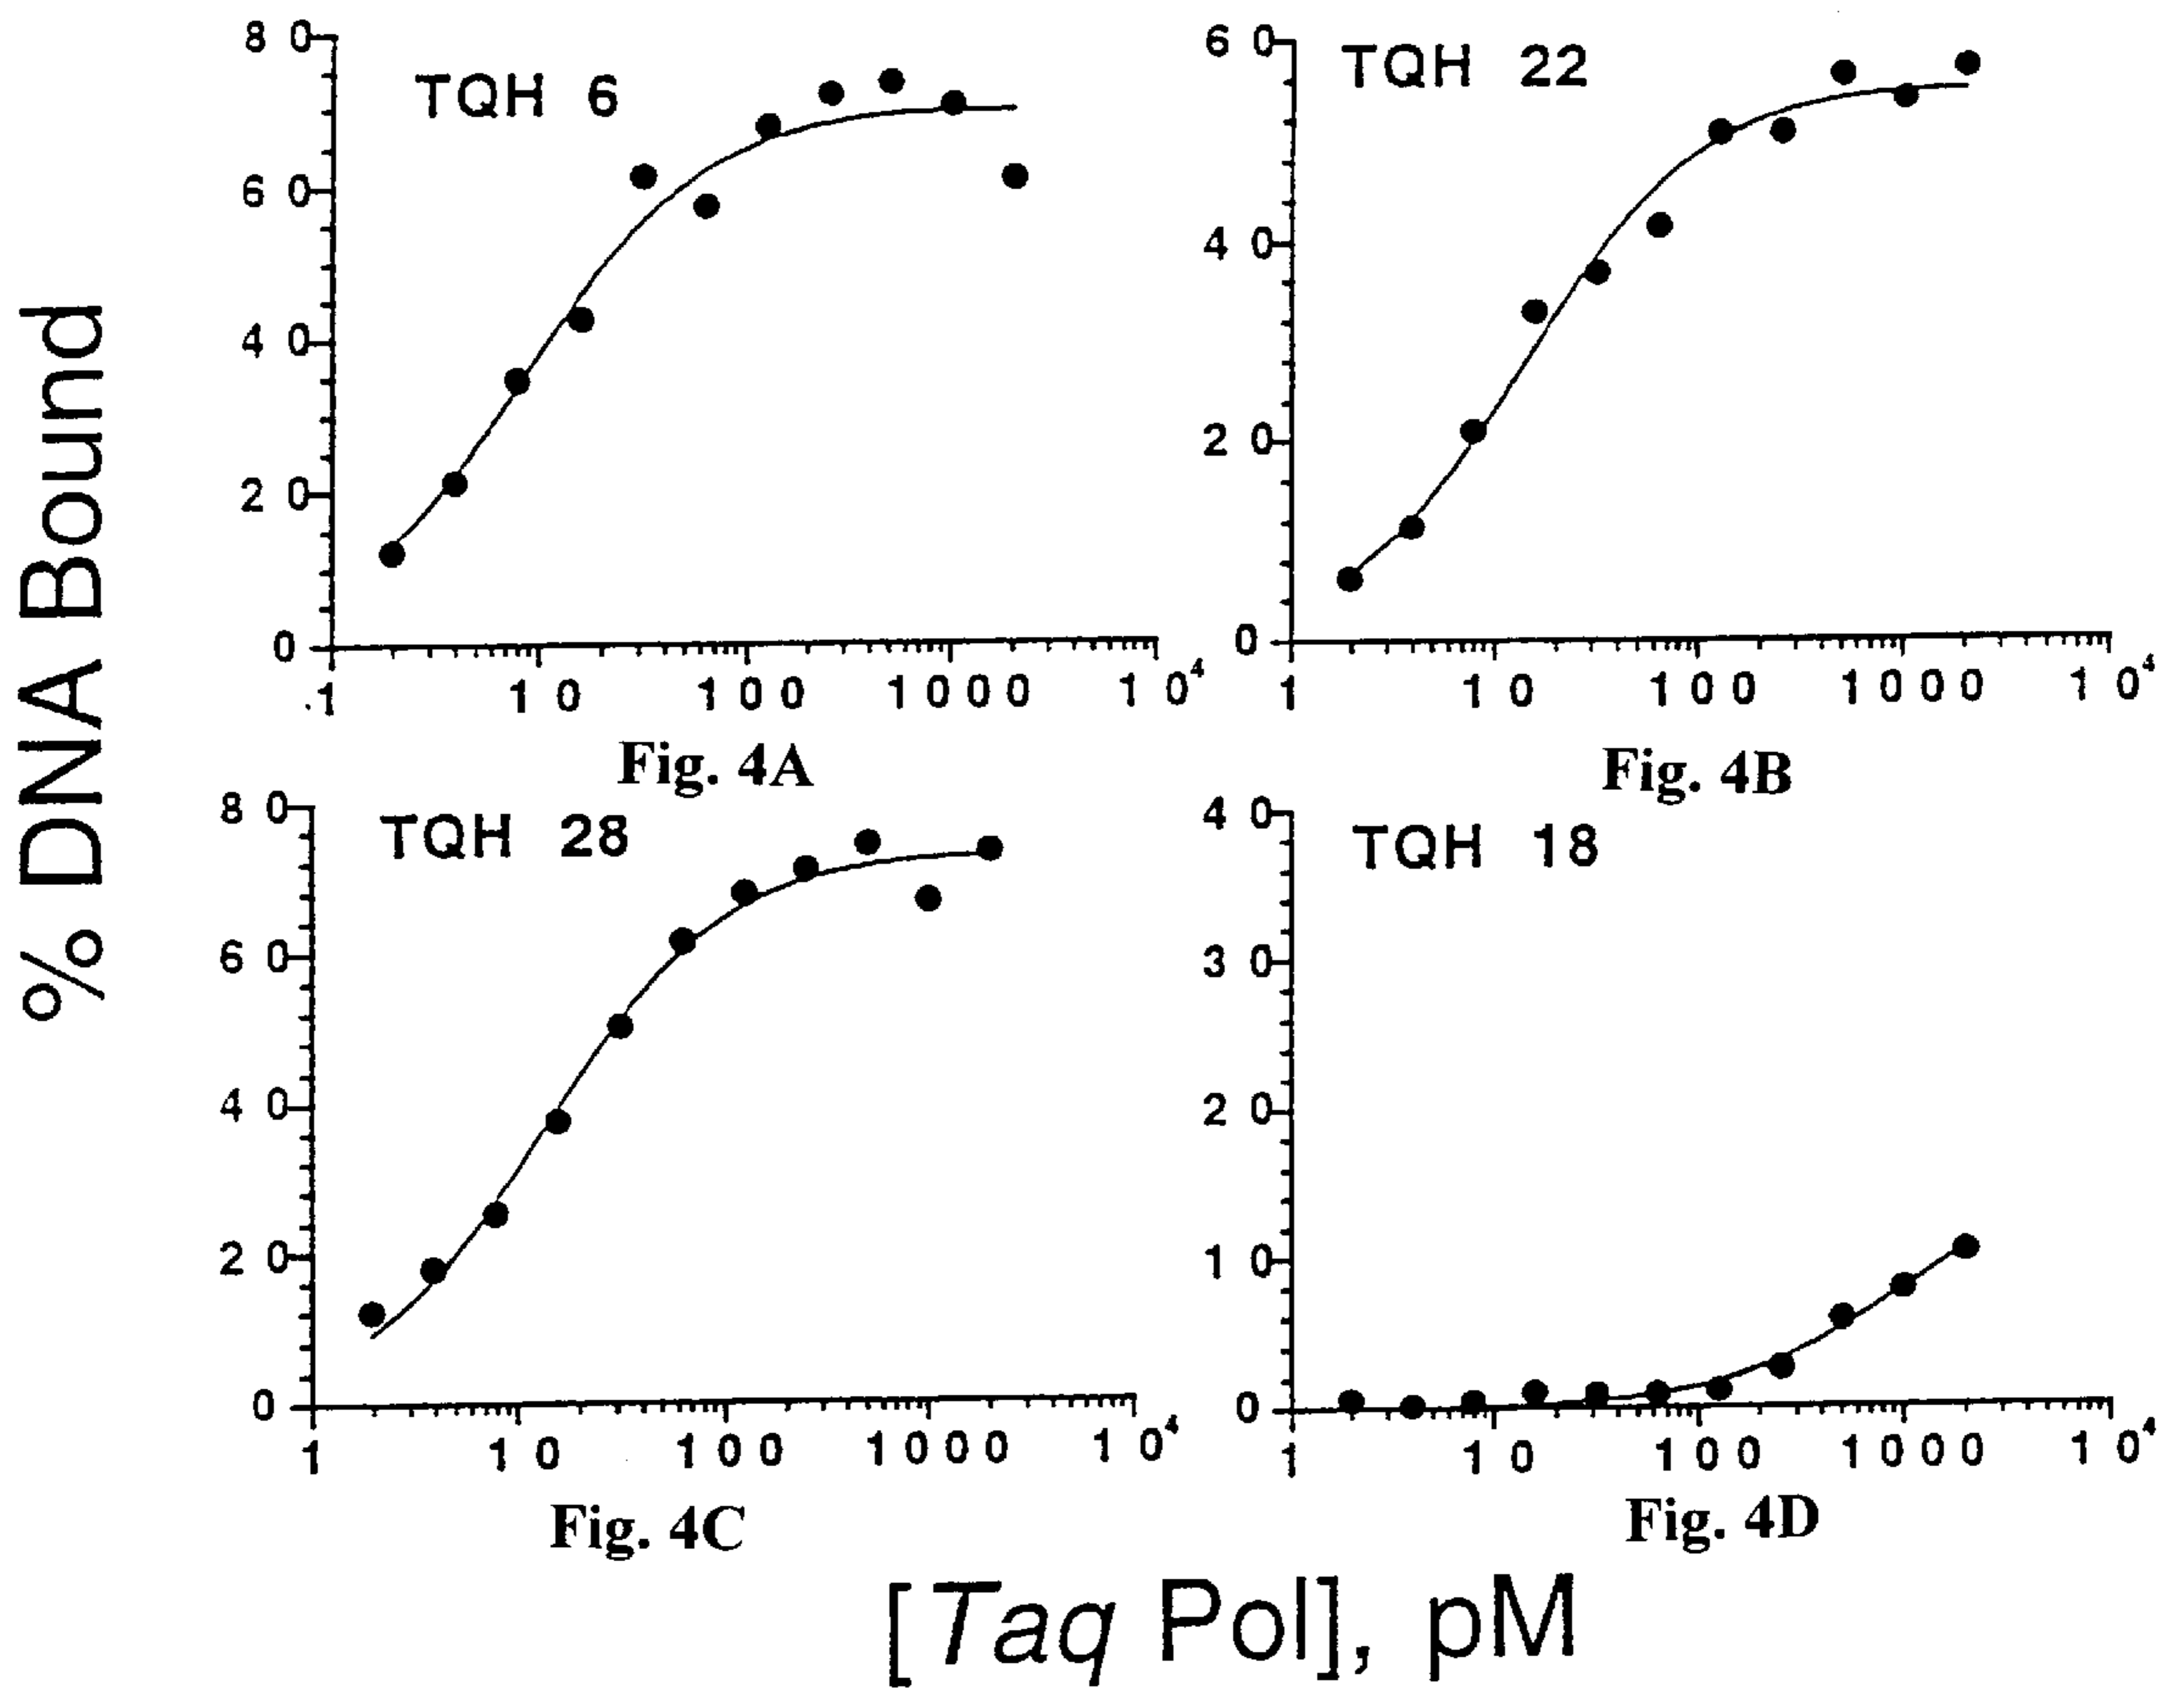 % DNA Bound
80
60
40
20
0
TQH 6
1 10 100 1000 10⁴
Fig. 4A
60
40
20
0
TQH 22
1 10 100 1000 10⁴
Fig. 4B
80
60
40
20
0
TQH 28
1 10 100 1000 10⁴
Fig. 4C
40
30
20
10
0
TQH 18
1 10 100 1000 10⁴
Fig. 4D
[Taq Pol], pM